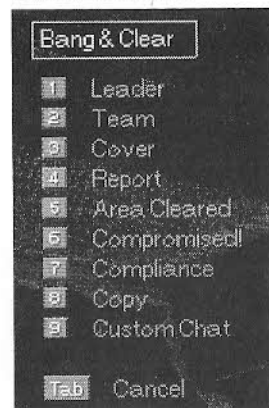 Bang & Clear
1 Leader
2 Team
3 Cover
4 Report
5 Area Cleared
6 Compromised!
7 Compliance
8 Copy
9 Custom Chat
Tab Cancel